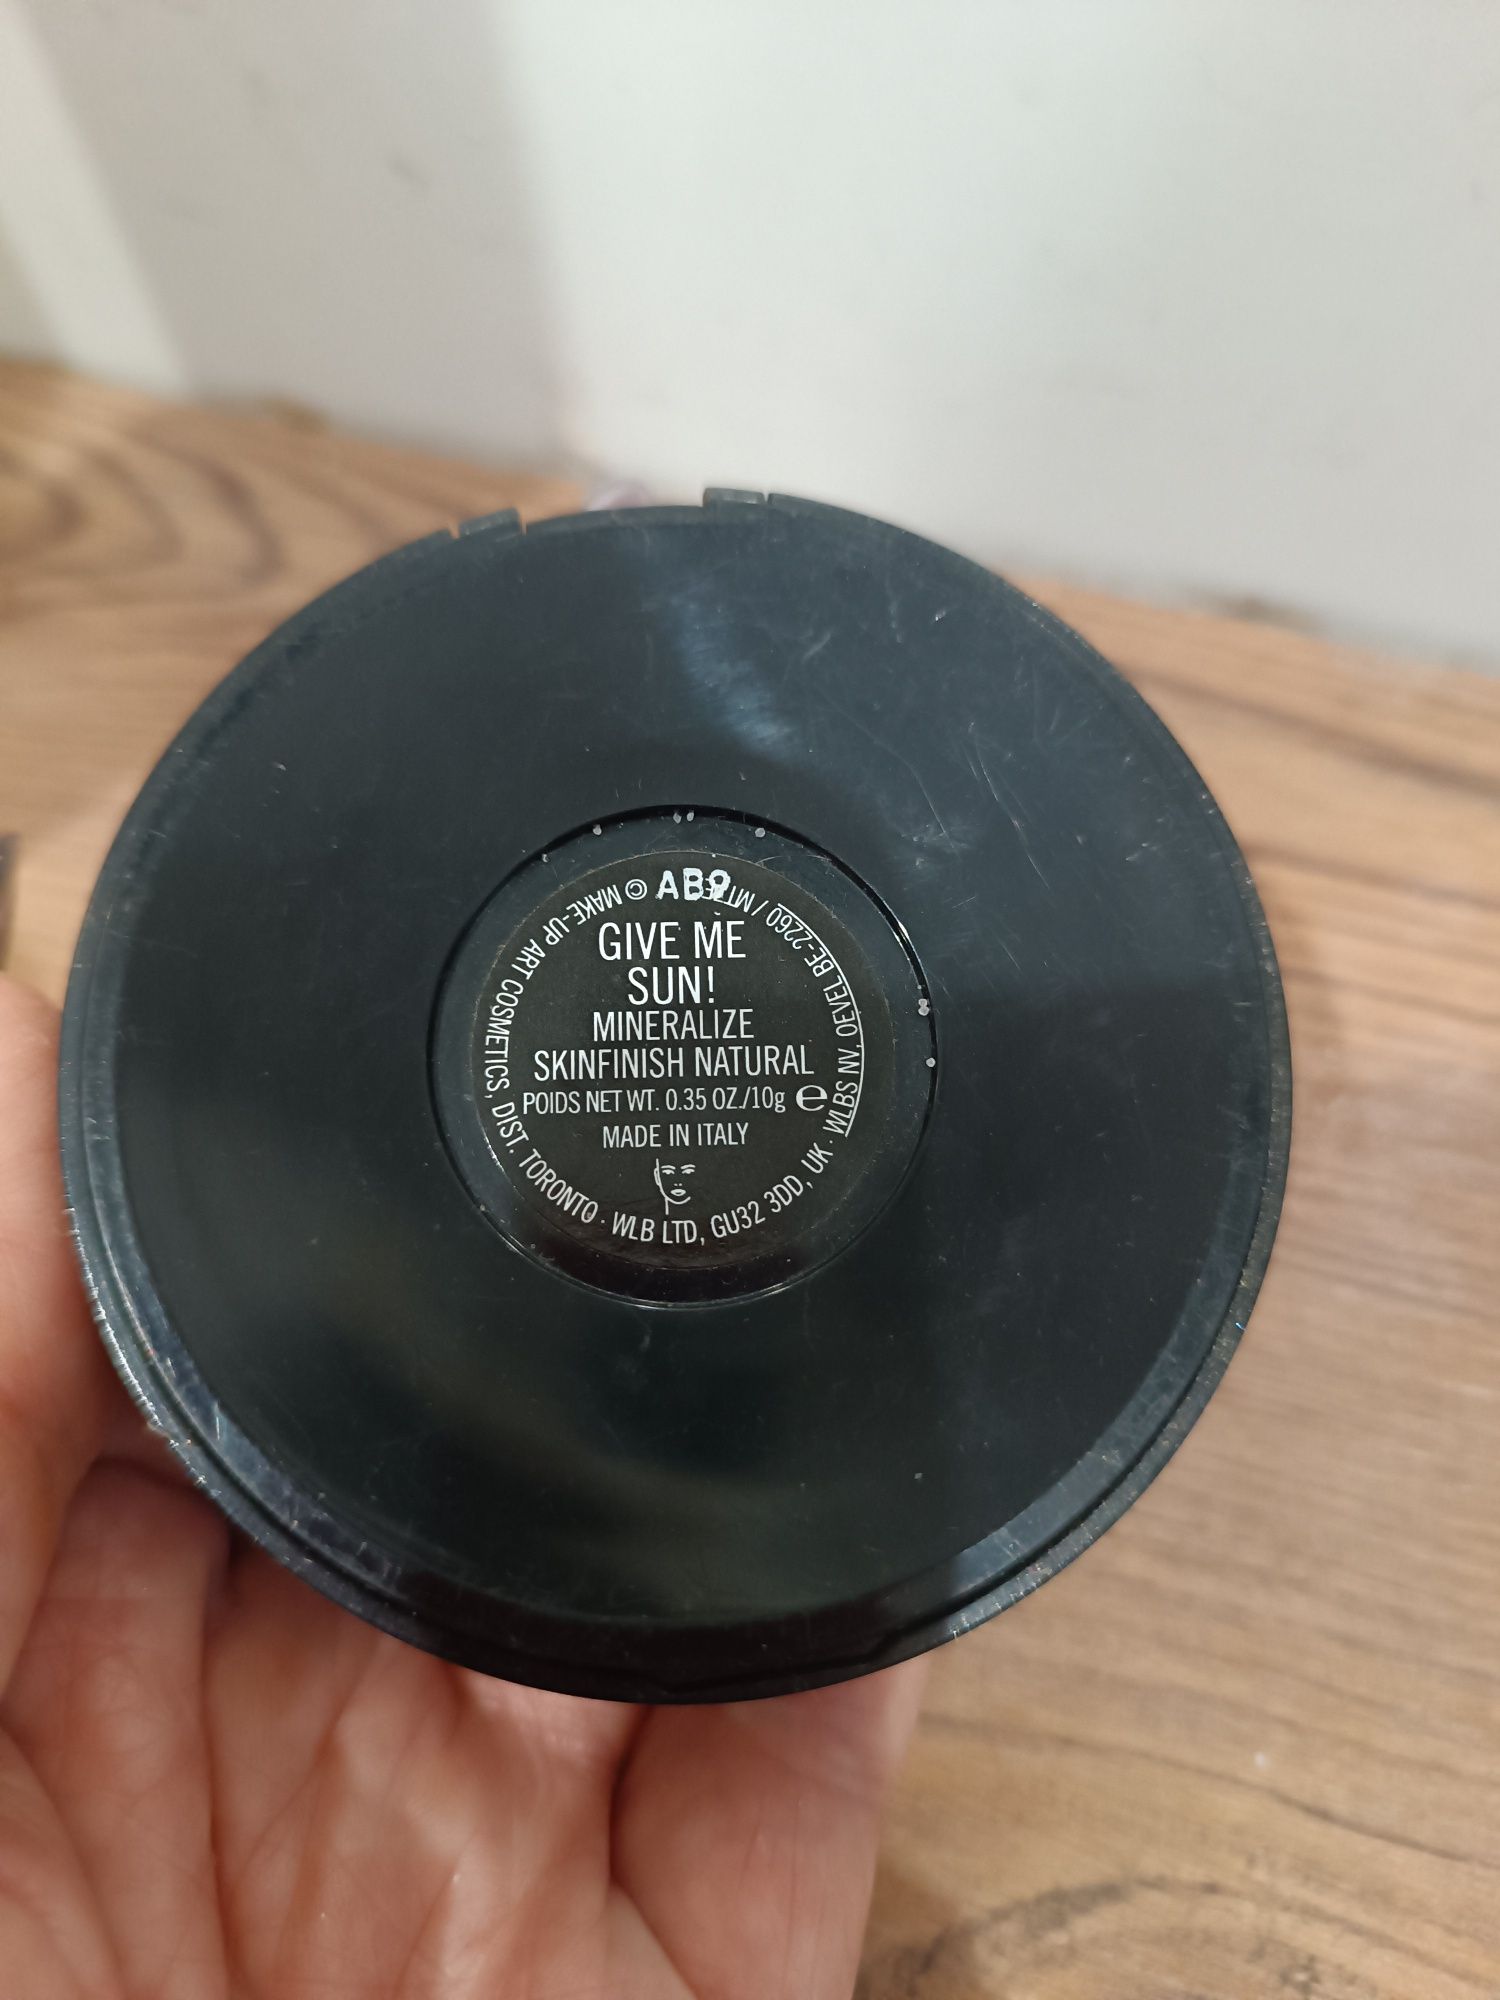 AB9
GIVE ME
SUN!
MINERALIZE
SKINFINISH NATURAL
POIDS NET WT. 0.35 OZ./10g e
MADE IN ITALY
© MAKE-UP ART COSMETICS, DIST. TORONTO · WLB LTD, GU32 3DD, UK · WLBS NV, OEVEL BE-2260 /